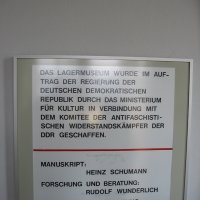 DAS LAGERMUSEUM WURDE IM AUF-
TRAG DER REGIERUNG DER
DEUTSCHEN DEMOKRATISCHEN
REPUBLIK DURCH DAS MINISTERIUM
FÜR KULTUR IN VERBINDUNG MIT
DEM KOMITEE DER ANTIFASCHISTI-
SCHEN WIDERSTANDSKÄMPFER DER
DDR GESCHAFFEN.
MANUSKRIPT:
HEINZ SCHUMANN
FORSCHUNG UND BERATUNG:
RUDOLF WUNDERLICH